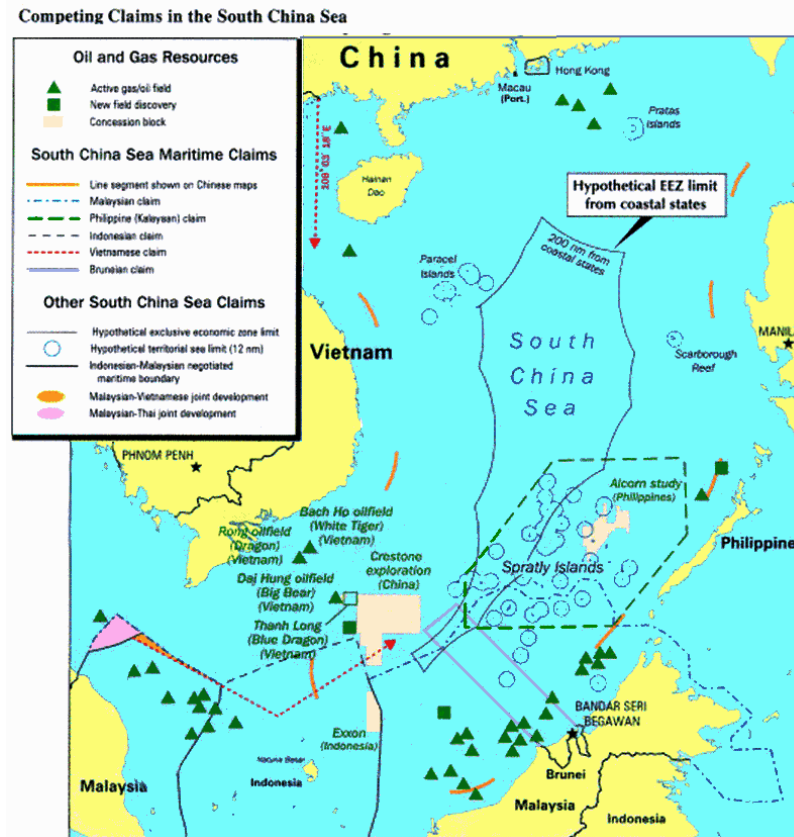 Competing Claims in the South China Sea
Oil and Gas Resources
Active gas/oil field
New field discovery
Concession block
South China Sea Maritime Claims
Line segment shown on Chinese maps
Malaysian claim
Philippine (Kalayaan) claim
Indonesian claim
Vietnamese claim
Bruneian claim
Other South China Sea Claims
Hypothetical exclusive economic zone limit
Hypothetical territorial sea limit (12 nm)
Indonesian-Malaysian negotiated
maritime boundary
Malaysian-Vietnamese joint development
Malaysian-Thai joint development
China
Hong Kong
Macau
(Port.)
Pratas
Islands
108° 03' 18" E
Hainan
Dao
Hypothetical EEZ limit
from coastal states
200 nm from
coastal states
Paracel
Islands
Vietnam
South
China
Sea
MANILA
Scarborough
Reef
PHNOM PENH
Alcorn study
(Philippines)
Bach Ho oilfield
(White Tiger)
(Vietnam)
Rong oilfield
(Dragon)
(Vietnam)
Crestone
exploration
(China)
Philippine
Spratly Islands
Dai Hung oilfield
(Big Bear)
(Vietnam)
Thanh Long
(Blue Dragon)
(Vietnam)
BANDAR SERI
BEGAWAN
Exxon
(Indonesia)
Natuna Besar
Indonesia
Malaysia
Brunei
Malaysia
Indonesia